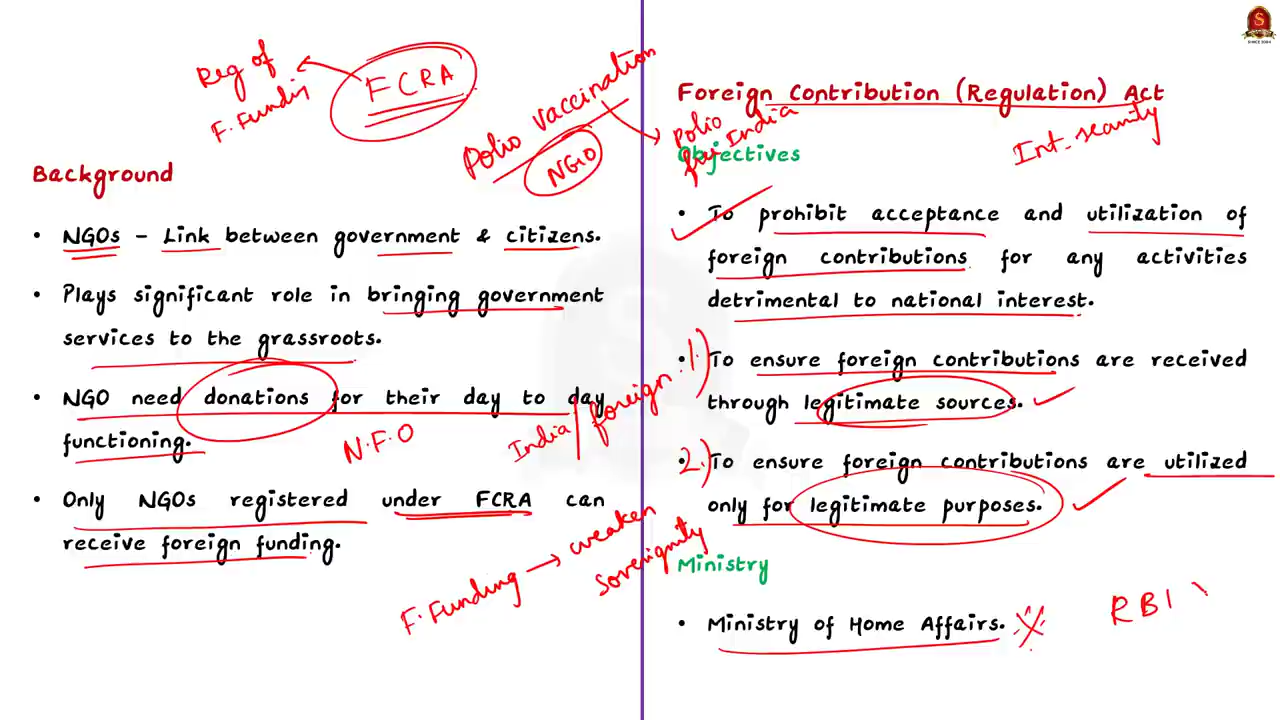 Reg of
F. Fundin
FCRA
Polio vaccination
NGO
Background
• NGOs – Link between government & citizens.
• Plays significant role in bringing government
services to the grassroots.
• NGO need donations for their day to day
functioning.
N.F.O
India/foreign
• Only NGOs registered under FCRA can
receive foreign funding.
F. Funding → weaken
Soverignity
S
SINCE 2004
Foreign Contribution (Regulation) Act
Polio
India
Int. security
Objectives
• To prohibit acceptance and utilization of
foreign contributions for any activities
detrimental to national interest.
1.) • To ensure foreign contributions are received
through legitimate sources.
2.) • To ensure foreign contributions are utilized
only for legitimate purposes.
Ministry
• Ministry of Home Affairs.
RBI